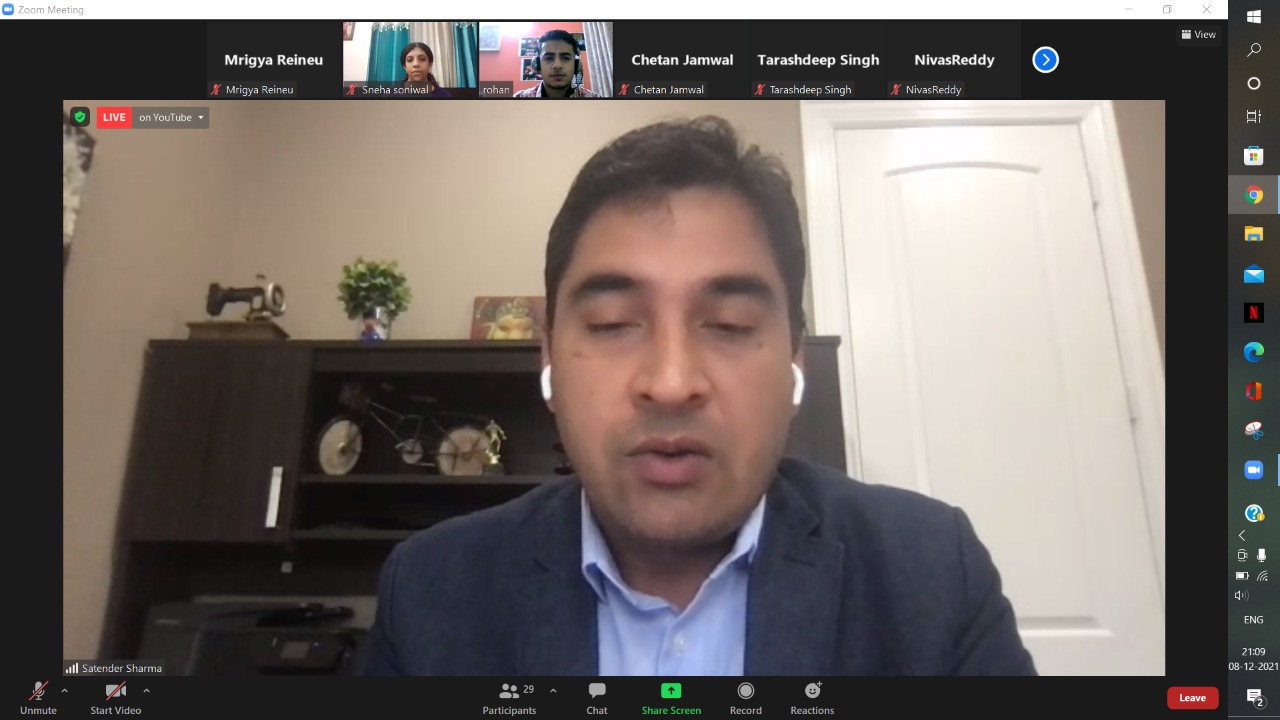 Zoom Meeting
View
Mrigya Reineu
Chetan Jamwal
Tarashdeep Singh
NivasReddy
Mrigya Reineu
Sneha soniwal
rohan
Chetan Jamwal
Tarashdeep Singh
NivasReddy
LIVE on YouTube
Satender Sharma
Unmute
Start Video
Participants
29
Chat
Share Screen
Record
Reactions
Leave
N
ENG
21:09
08-12-2021
2